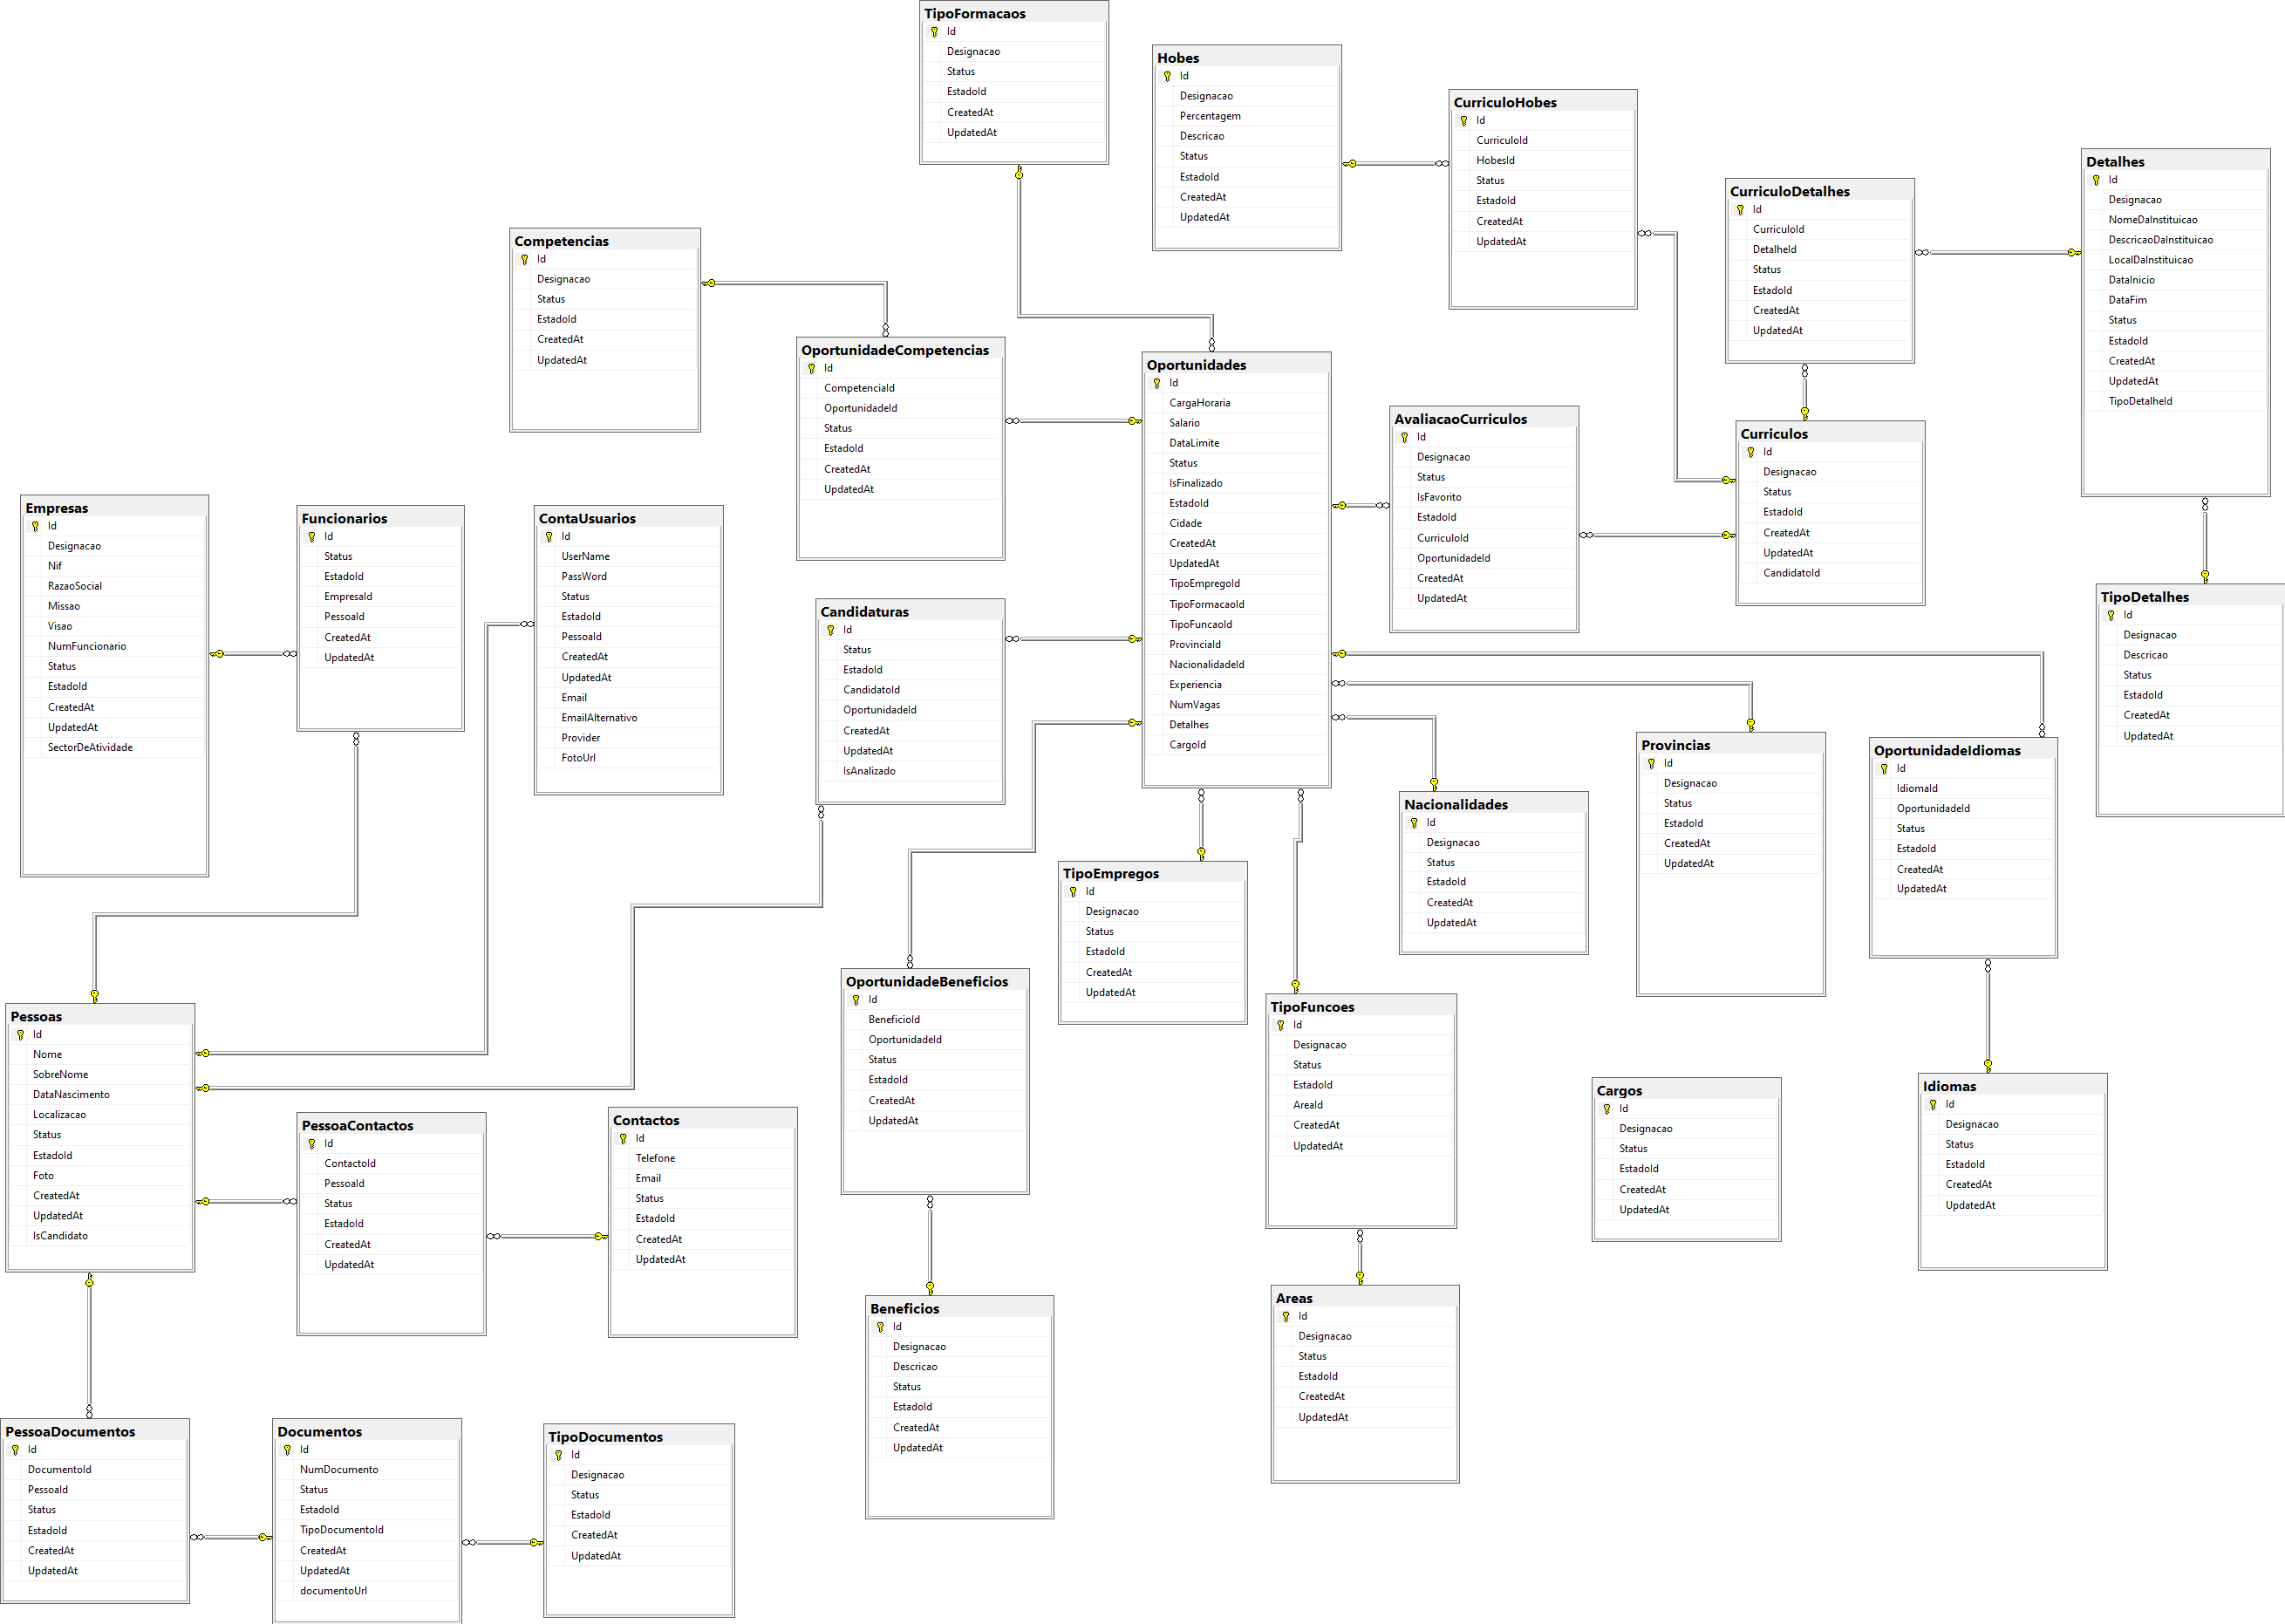 TipoFormacaos
Id
Designacao
Status
EstadoId
CreatedAt
UpdatedAt
Hobes
Id
Designacao
Percentagem
Descricao
Status
EstadoId
CreatedAt
UpdatedAt
CurriculoHobes
Id
CurriculoId
HobesId
Status
EstadoId
CreatedAt
UpdatedAt
CurriculoDetalhes
Id
CurriculoId
DetalheId
Status
EstadoId
CreatedAt
UpdatedAt
Detalhes
Id
Designacao
NomeDaInstituicao
DescricaoDaInstituicao
LocalDaInstituicao
DataInicio
DataFim
Status
EstadoId
CreatedAt
UpdatedAt
TipoDetalheId
Competencias
Id
Designacao
Status
EstadoId
CreatedAt
UpdatedAt
OportunidadeCompetencias
Id
CompetenciaId
OportunidadeId
Status
EstadoId
CreatedAt
UpdatedAt
Oportunidades
Id
CargaHoraria
Salario
DataLimite
Status
IsFinalizado
EstadoId
Cidade
CreatedAt
UpdatedAt
TipoEmpregoId
TipoFormacaoId
TipoFuncaoId
ProvinciaId
NacionalidadeId
Experiencia
NumVagas
Detalhes
CargoId
AvaliacaoCurriculos
Id
Designacao
Status
IsFavorito
EstadoId
CurriculoId
OportunidadeId
CreatedAt
UpdatedAt
Curriculos
Id
Designacao
Status
EstadoId
CreatedAt
UpdatedAt
CandidatoId
Empresas
Id
Designacao
Nif
RazaoSocial
Missao
Visao
NumFuncionario
Status
EstadoId
CreatedAt
UpdatedAt
SectorDeAtividade
Funcionarios
Id
Status
EstadoId
EmpresaId
PessoaId
CreatedAt
UpdatedAt
ContaUsuarios
Id
UserName
PassWord
Status
EstadoId
PessoaId
CreatedAt
UpdatedAt
Email
EmailAlternativo
Provider
FotoUrl
Candidaturas
Id
Status
EstadoId
CandidatoId
OportunidadeId
CreatedAt
UpdatedAt
IsAnalizado
TipoDetalhes
Id
Designacao
Descricao
Status
EstadoId
CreatedAt
UpdatedAt
Provincias
Id
Designacao
Status
EstadoId
CreatedAt
UpdatedAt
OportunidadeIdiomas
Id
IdiomaId
OportunidadeId
Status
EstadoId
CreatedAt
UpdatedAt
Nacionalidades
Id
Designacao
Status
EstadoId
CreatedAt
UpdatedAt
TipoEmpregos
Id
Designacao
Status
EstadoId
CreatedAt
UpdatedAt
OportunidadeBeneficios
Id
BeneficioId
OportunidadeId
Status
EstadoId
CreatedAt
UpdatedAt
TipoFuncoes
Id
Designacao
Status
EstadoId
AreaId
CreatedAt
UpdatedAt
Pessoas
Id
Nome
SobreNome
DataNascimento
Localizacao
Status
EstadoId
Foto
CreatedAt
UpdatedAt
IsCandidato
PessoaContactos
Id
ContactoId
PessoaId
Status
EstadoId
CreatedAt
UpdatedAt
Contactos
Id
Telefone
Email
Status
EstadoId
CreatedAt
UpdatedAt
Cargos
Id
Designacao
Status
EstadoId
CreatedAt
UpdatedAt
Idiomas
Id
Designacao
Status
EstadoId
CreatedAt
UpdatedAt
Beneficios
Id
Designacao
Descricao
Status
EstadoId
CreatedAt
UpdatedAt
Areas
Id
Designacao
Status
EstadoId
CreatedAt
UpdatedAt
PessoaDocumentos
Id
DocumentoId
PessoaId
Status
EstadoId
CreatedAt
UpdatedAt
Documentos
Id
NumDocumento
Status
EstadoId
TipoDocumentoId
CreatedAt
UpdatedAt
documentoUrl
TipoDocumentos
Id
Designacao
Status
EstadoId
CreatedAt
UpdatedAt